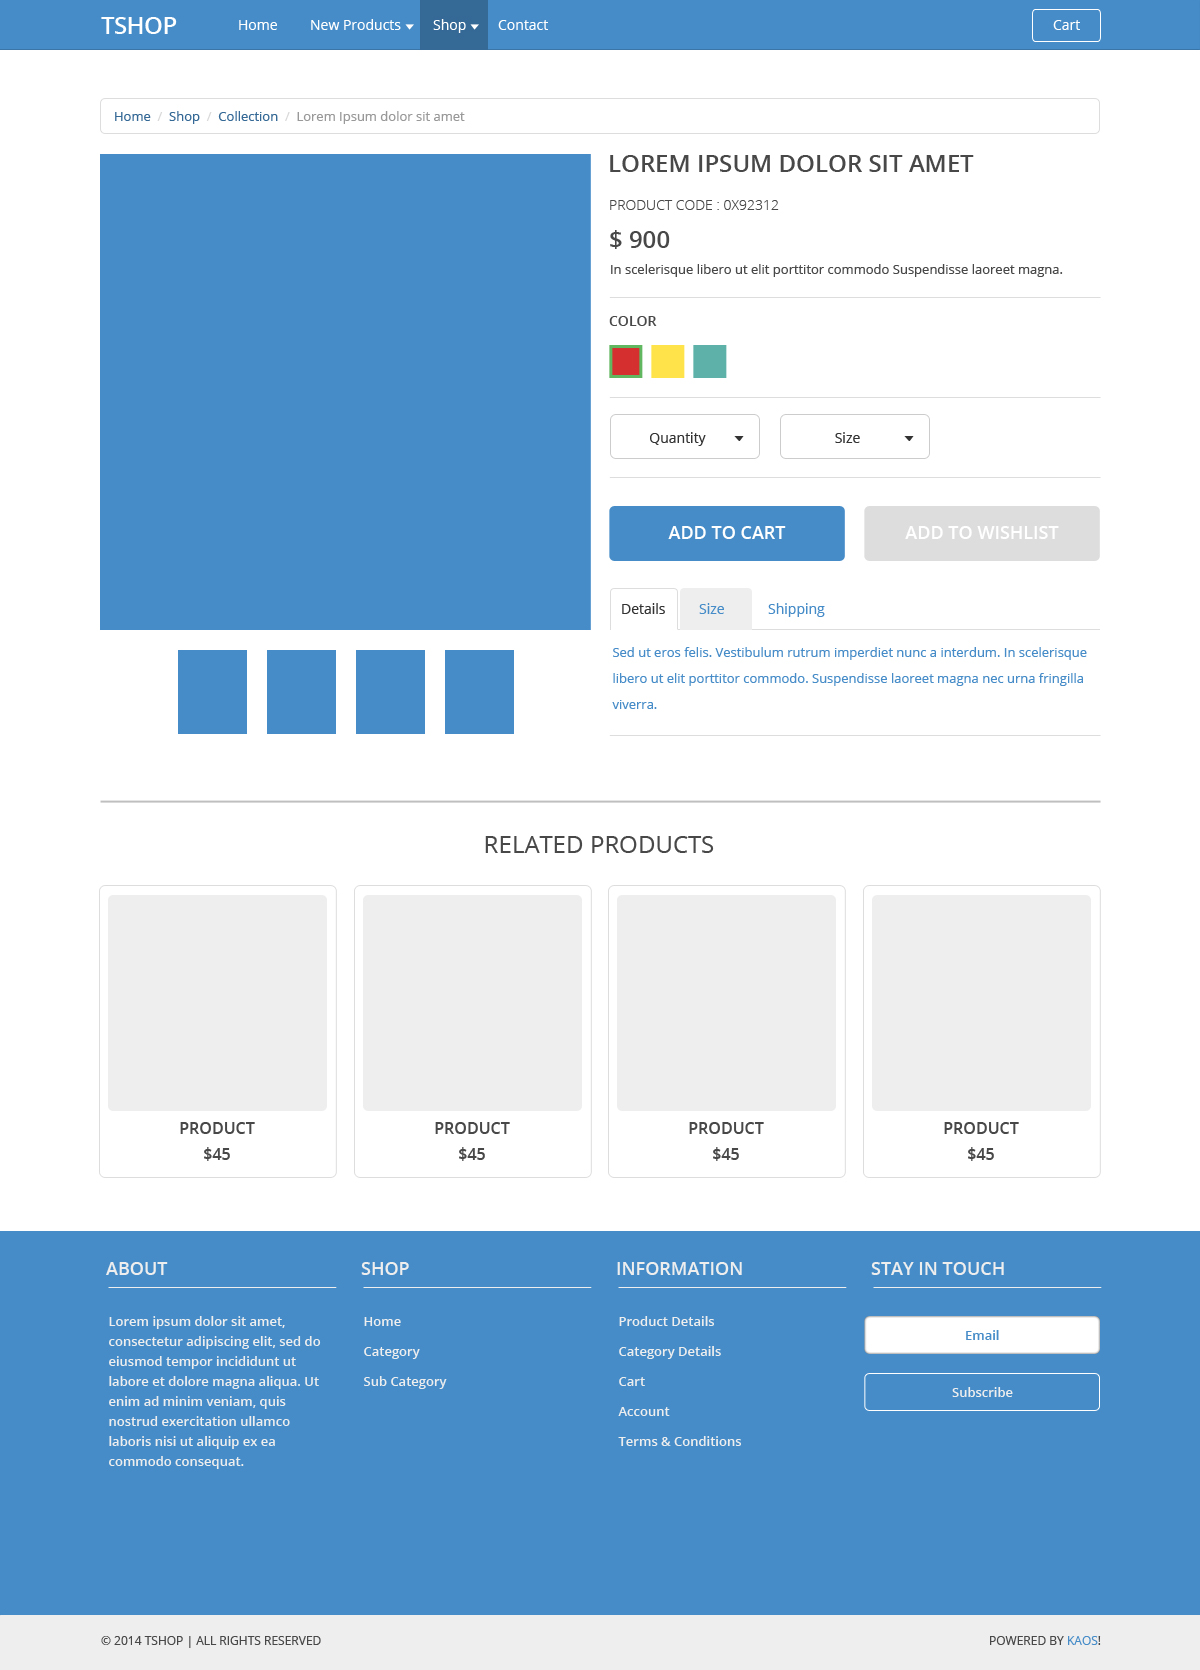 TSHOP Home New Products Shop Contact Cart
Home / Shop / Collection / Lorem Ipsum dolor sit amet
LOREM IPSUM DOLOR SIT AMET
PRODUCT CODE : 0X92312
$ 900
In scelerisque libero ut elit porttitor commodo Suspendisse laoreet magna.
COLOR
Quantity Size
ADD TO CART ADD TO WISHLIST
Details Size Shipping
Sed ut eros felis. Vestibulum rutrum imperdiet nunc a interdum. In scelerisque
libero ut elit porttitor commodo. Suspendisse laoreet magna nec urna fringilla
viverra.
RELATED PRODUCTS
PRODUCT
$45
PRODUCT
$45
PRODUCT
$45
PRODUCT
$45
ABOUT
Lorem ipsum dolor sit amet,
consectetur adipiscing elit, sed do
eiusmod tempor incididunt ut
labore et dolore magna aliqua. Ut
enim ad minim veniam, quis
nostrud exercitation ullamco
laboris nisi ut aliquip ex ea
commodo consequat.
SHOP
Home
Category
Sub Category
INFORMATION
Product Details
Category Details
Cart
Account
Terms & Conditions
STAY IN TOUCH
Email
Subscribe
© 2014 TSHOP | ALL RIGHTS RESERVED
POWERED BY KAOS!